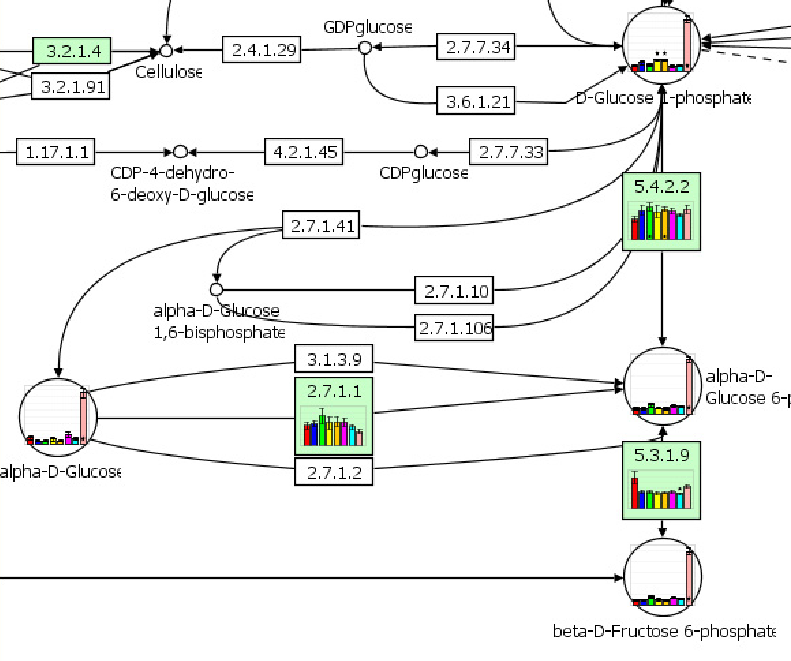 GDPglucose
3.2.1.4
2.4.1.29
2.7.7.34
Cellulose
3.2.1.91
3.6.1.21
D-Glucose 1-phosphate
1.17.1.1
4.2.1.45
2.7.7.33
CDP-4-dehydro-
6-deoxy-D-glucose
CDPglucose
5.4.2.2
2.7.1.41
2.7.1.10
alpha-D-Glucose
1,6-bisphosphate
2.7.1.106
3.1.3.9
alpha-D-
Glucose 6-p
2.7.1.1
2.7.1.2
alpha-D-Glucose
5.3.1.9
beta-D-Fructose 6-phosphate